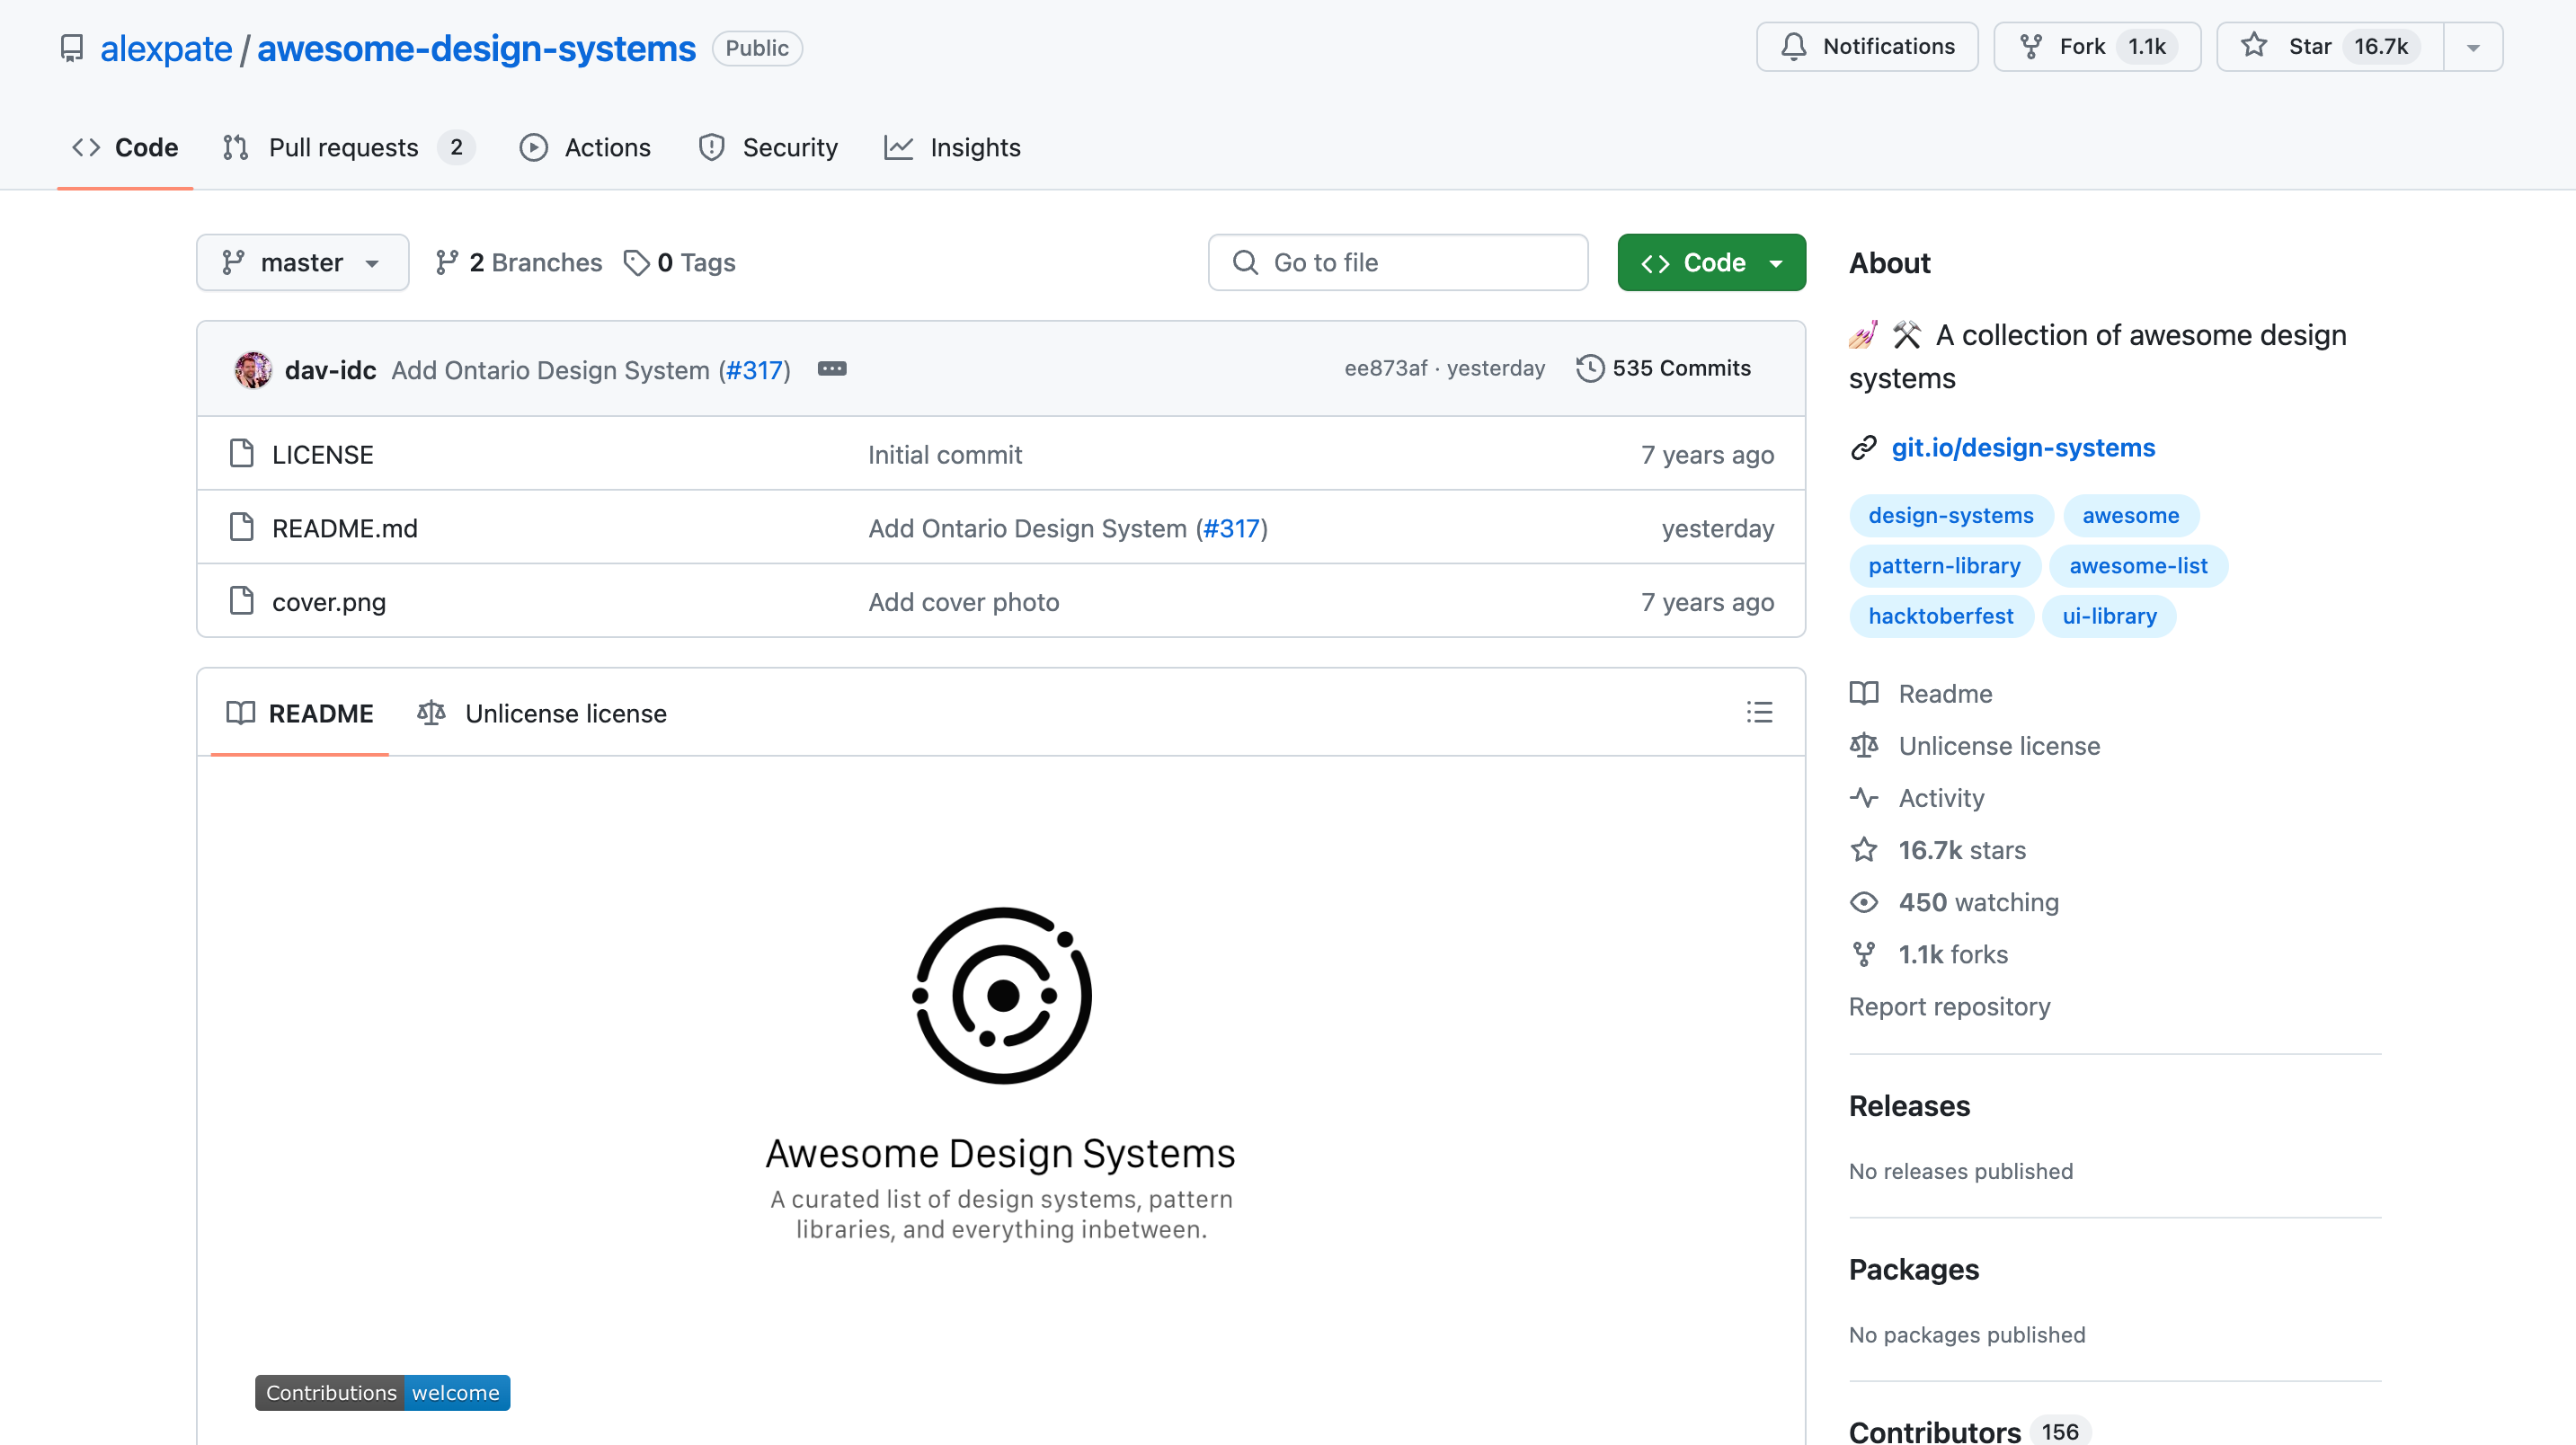 alexpate / awesome-design-systems Public
Notifications
Fork 1.1k
Star 16.7k
Code
Pull requests 2
Actions
Security
Insights
master
2 Branches
0 Tags
Go to file
Code
dav-idc Add Ontario Design System (#317)
ee873af · yesterday
535 Commits
LICENSE Initial commit 7 years ago
README.md Add Ontario Design System (#317) yesterday
cover.png Add cover photo 7 years ago
README
Unlicense license
Awesome Design Systems
A curated list of design systems, pattern
libraries, and everything inbetween.
Contributions welcome
About
A collection of awesome design
systems
git.io/design-systems
design-systems awesome
pattern-library awesome-list
hacktoberfest ui-library
Readme
Unlicense license
Activity
16.7k stars
450 watching
1.1k forks
Report repository
Releases
No releases published
Packages
No packages published
Contributors 156